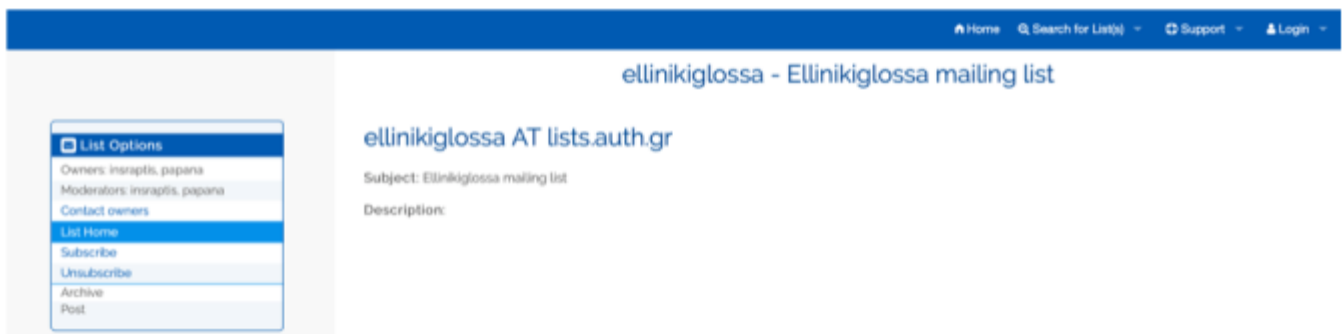 Home Search for List(s) Support Login
ellinikiglossa - Ellinikiglossa mailing list
List Options
Owners: insraptis, papana
Moderators: insraptis, papana
Contact owners
List Home
Subscribe
Unsubscribe
Archive
Post
ellinikiglossa AT lists.auth.gr
Subject: Ellinikiglossa mailing list
Description: